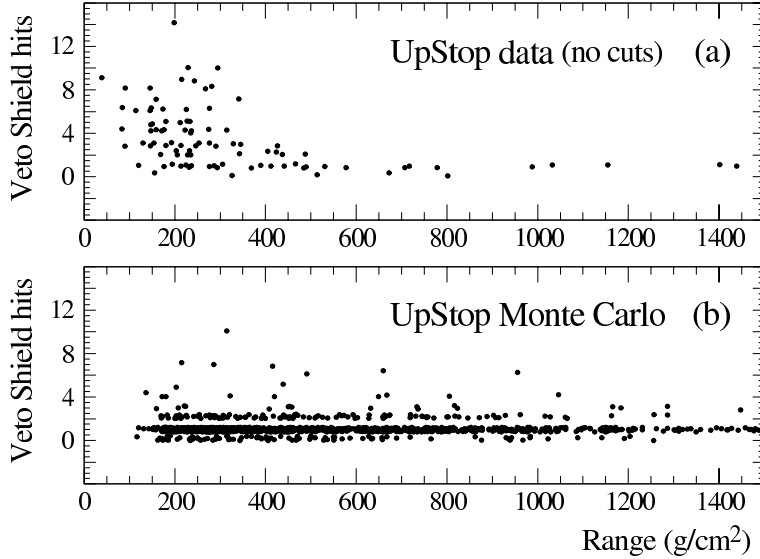 Veto Shield hits
12
8
4
0
UpStop data (no cuts) (a)
0 200 400 600 800 1000 1200 1400
Veto Shield hits
12
8
4
0
UpStop Monte Carlo (b)
0 200 400 600 800 1000 1200 1400
Range (g/cm2)